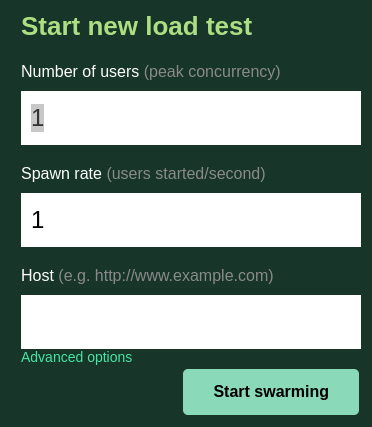 Start new load test
Number of users (peak concurrency)
1
Spawn rate (users started/second)
1
Host (e.g. http://www.example.com)
Advanced options
Start swarming